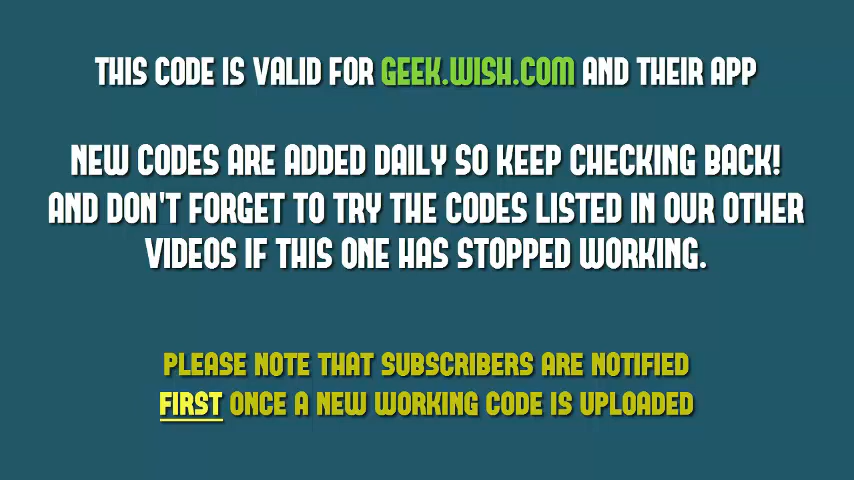 THIS CODE IS VALID FOR GEEK.WISH.COM AND THEIR APP
NEW CODES ARE ADDED DAILY SO KEEP CHECKING BACK!
AND DON'T FORGET TO TRY THE CODES LISTED IN OUR OTHER
VIDEOS IF THIS ONE HAS STOPPED WORKING.
PLEASE NOTE THAT SUBSCRIBERS ARE NOTIFIED
FIRST ONCE A NEW WORKING CODE IS UPLOADED